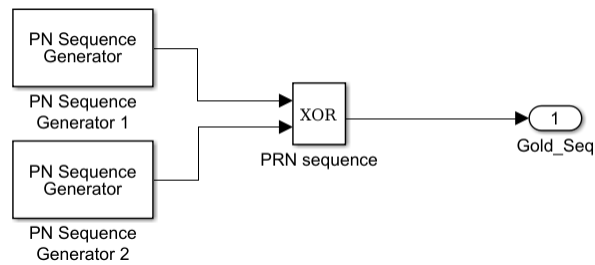 PN Sequence
Generator
PN Sequence
Generator 1
XOR
PRN sequence
1
Gold_Seq
PN Sequence
Generator
PN Sequence
Generator 2